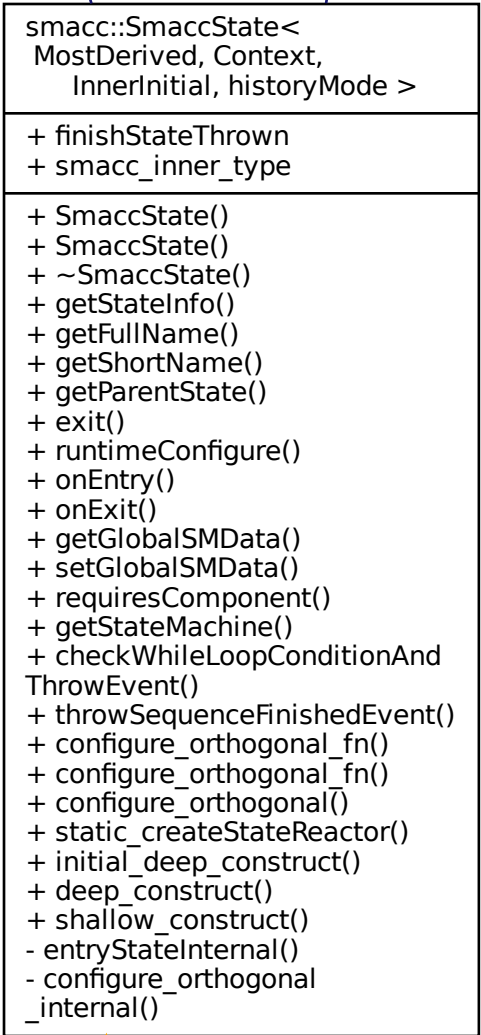 smacc::SmaccState<
MostDerived, Context,
InnerInitial, historyMode >
+ finishStateThrown
+ smacc_inner_type
+ SmaccState()
+ SmaccState()
+ ~SmaccState()
+ getStateInfo()
+ getFullName()
+ getShortName()
+ getParentState()
+ exit()
+ runtimeConfigure()
+ onEntry()
+ onExit()
+ getGlobalSMData()
+ setGlobalSMData()
+ requiresComponent()
+ getStateMachine()
+ checkWhileLoopConditionAnd
ThrowEvent()
+ throwSequenceFinishedEvent()
+ configure_orthogonal_fn()
+ configure_orthogonal_fn()
+ configure_orthogonal()
+ static_createStateReactor()
+ initial_deep_construct()
+ deep_construct()
+ shallow_construct()
- entryStateInternal()
- configure_orthogonal
_internal()